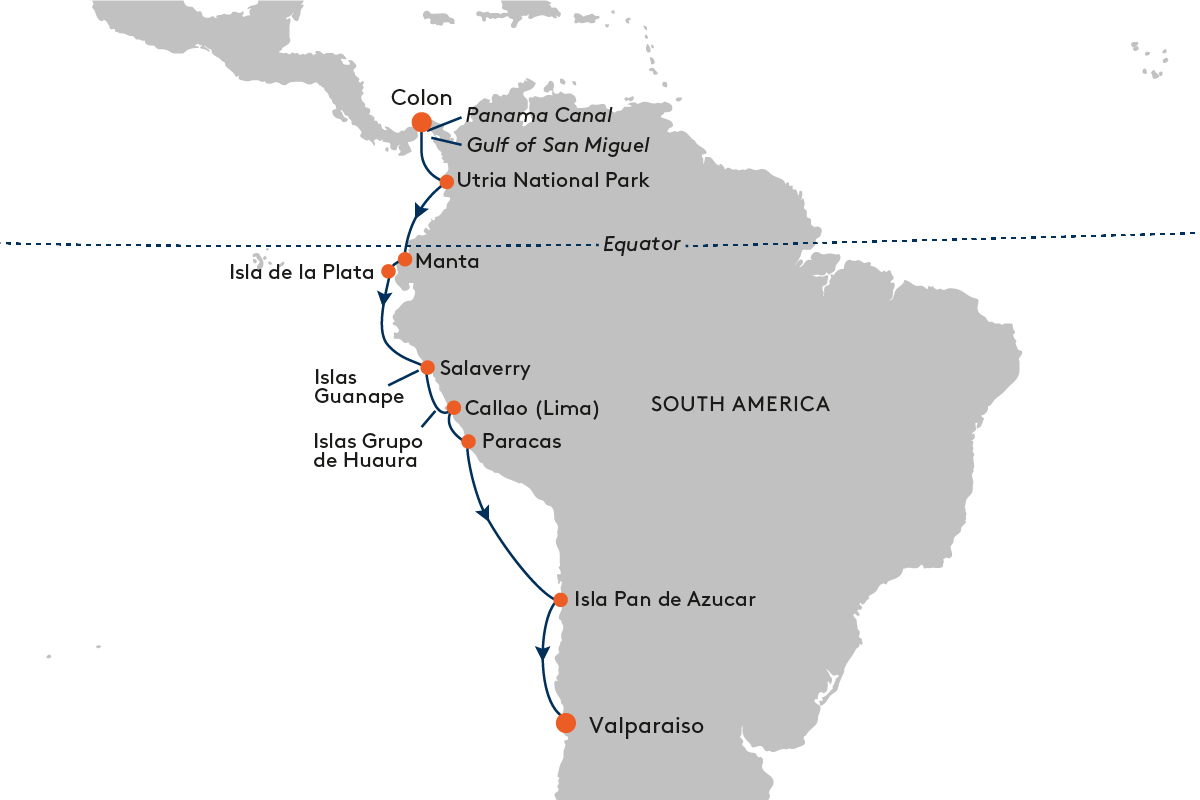 Colon
Panama Canal
Gulf of San Miguel
Utria National Park
Equator
Manta
Isla de la Plata
Salaverry
Islas
Guanape
Callao (Lima)
SOUTH AMERICA
Islas Grupo
de Huaura
Paracas
Isla Pan de Azucar
Valparaiso